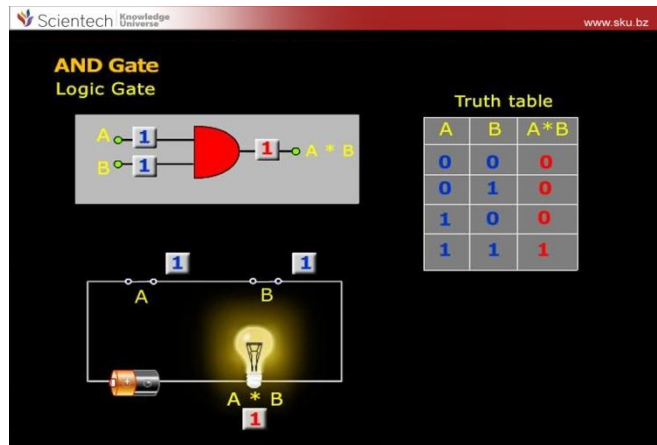 Scientech Knowledge Universe
www.sku.bz
AND Gate
Logic Gate
A 1
B 1
1 A * B
Truth table
A B A*B
0 0 0
0 1 0
1 0 0
1 1 1
1 1
A B
A * B
1